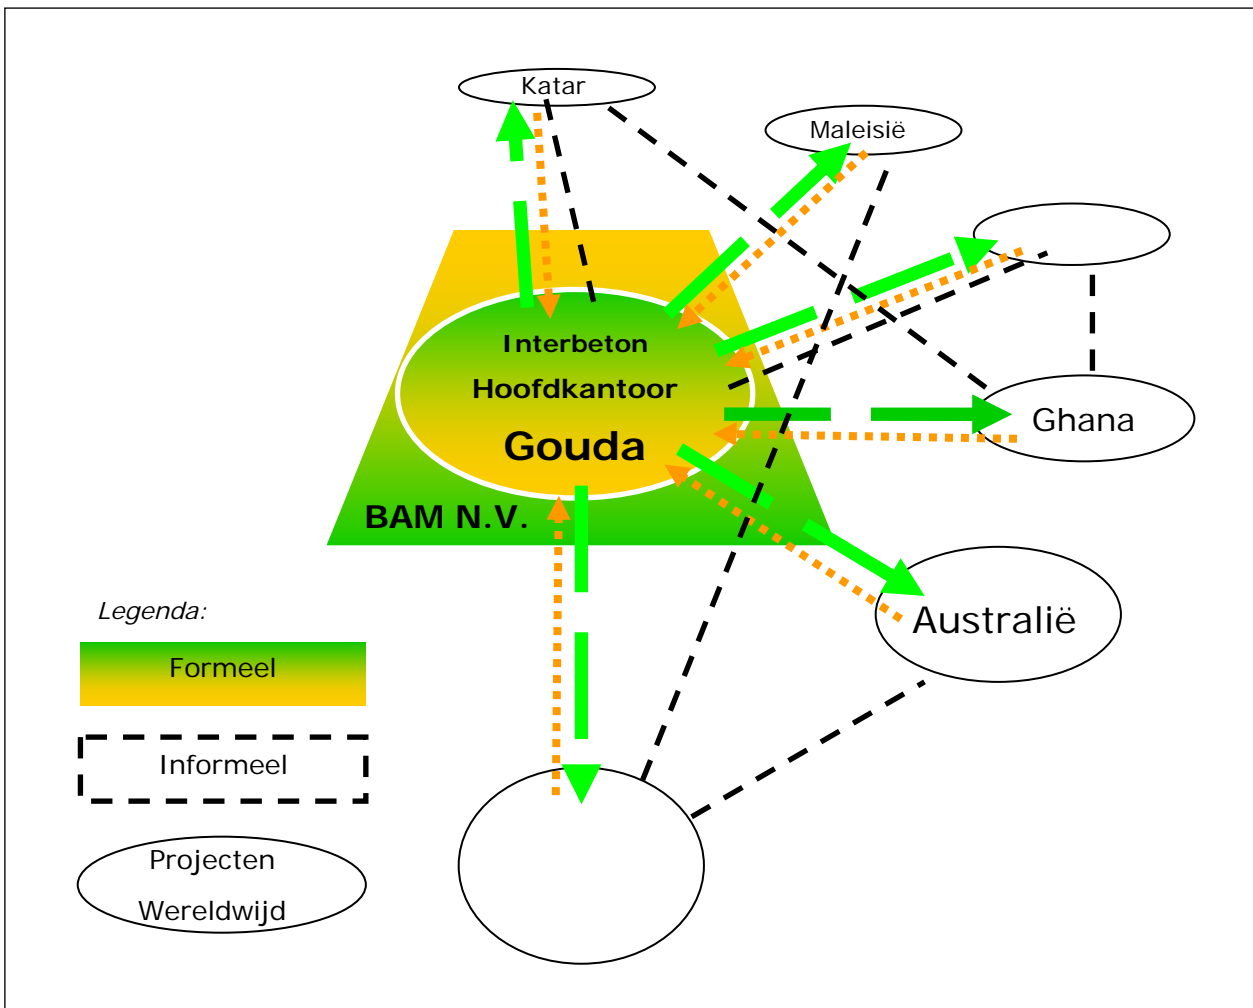 Katar
Maleisië
Interbeton
Hoofdkantoor
Gouda
Ghana
BAM N.V.
Australië
Legenda:
Formeel
Informeel
Projecten
Wereldwijd